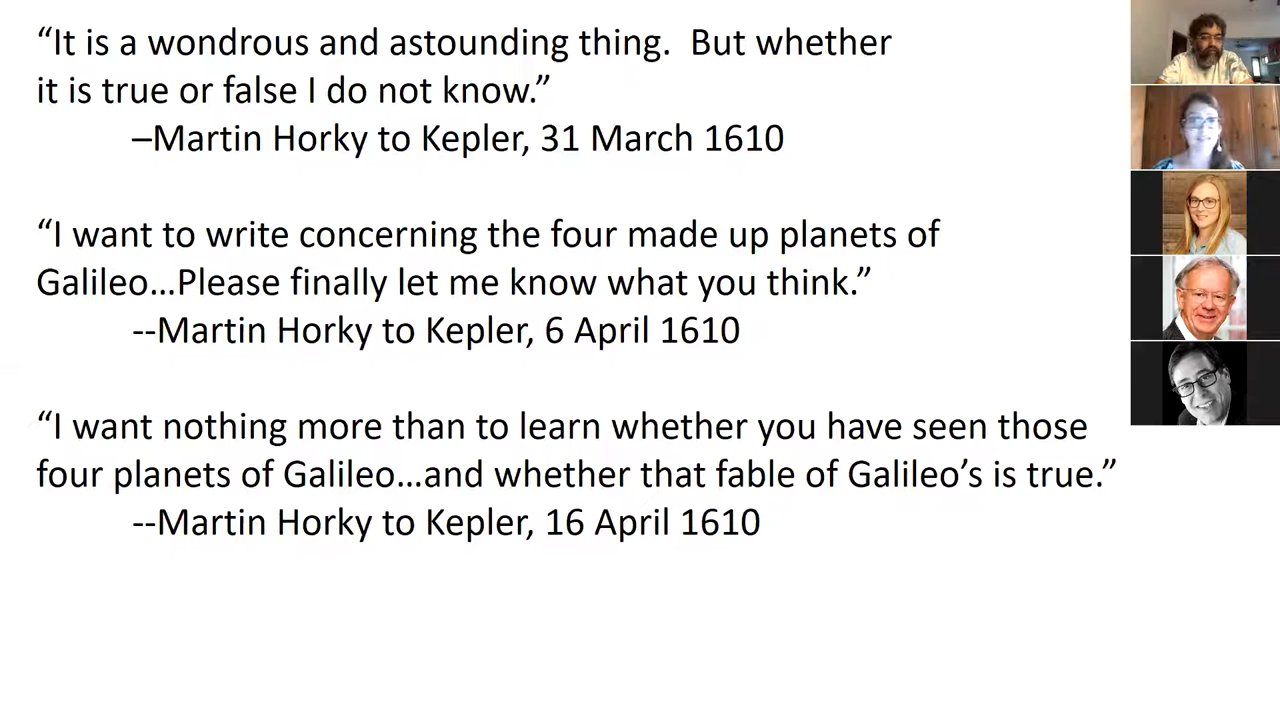 “It is a wondrous and astounding thing.  But whether
it is true or false I do not know.”
–Martin Horky to Kepler, 31 March 1610
“I want to write concerning the four made up planets of
Galileo…Please finally let me know what you think.”
--Martin Horky to Kepler, 6 April 1610
“I want nothing more than to learn whether you have seen those
four planets of Galileo…and whether that fable of Galileo’s is true.”
--Martin Horky to Kepler, 16 April 1610